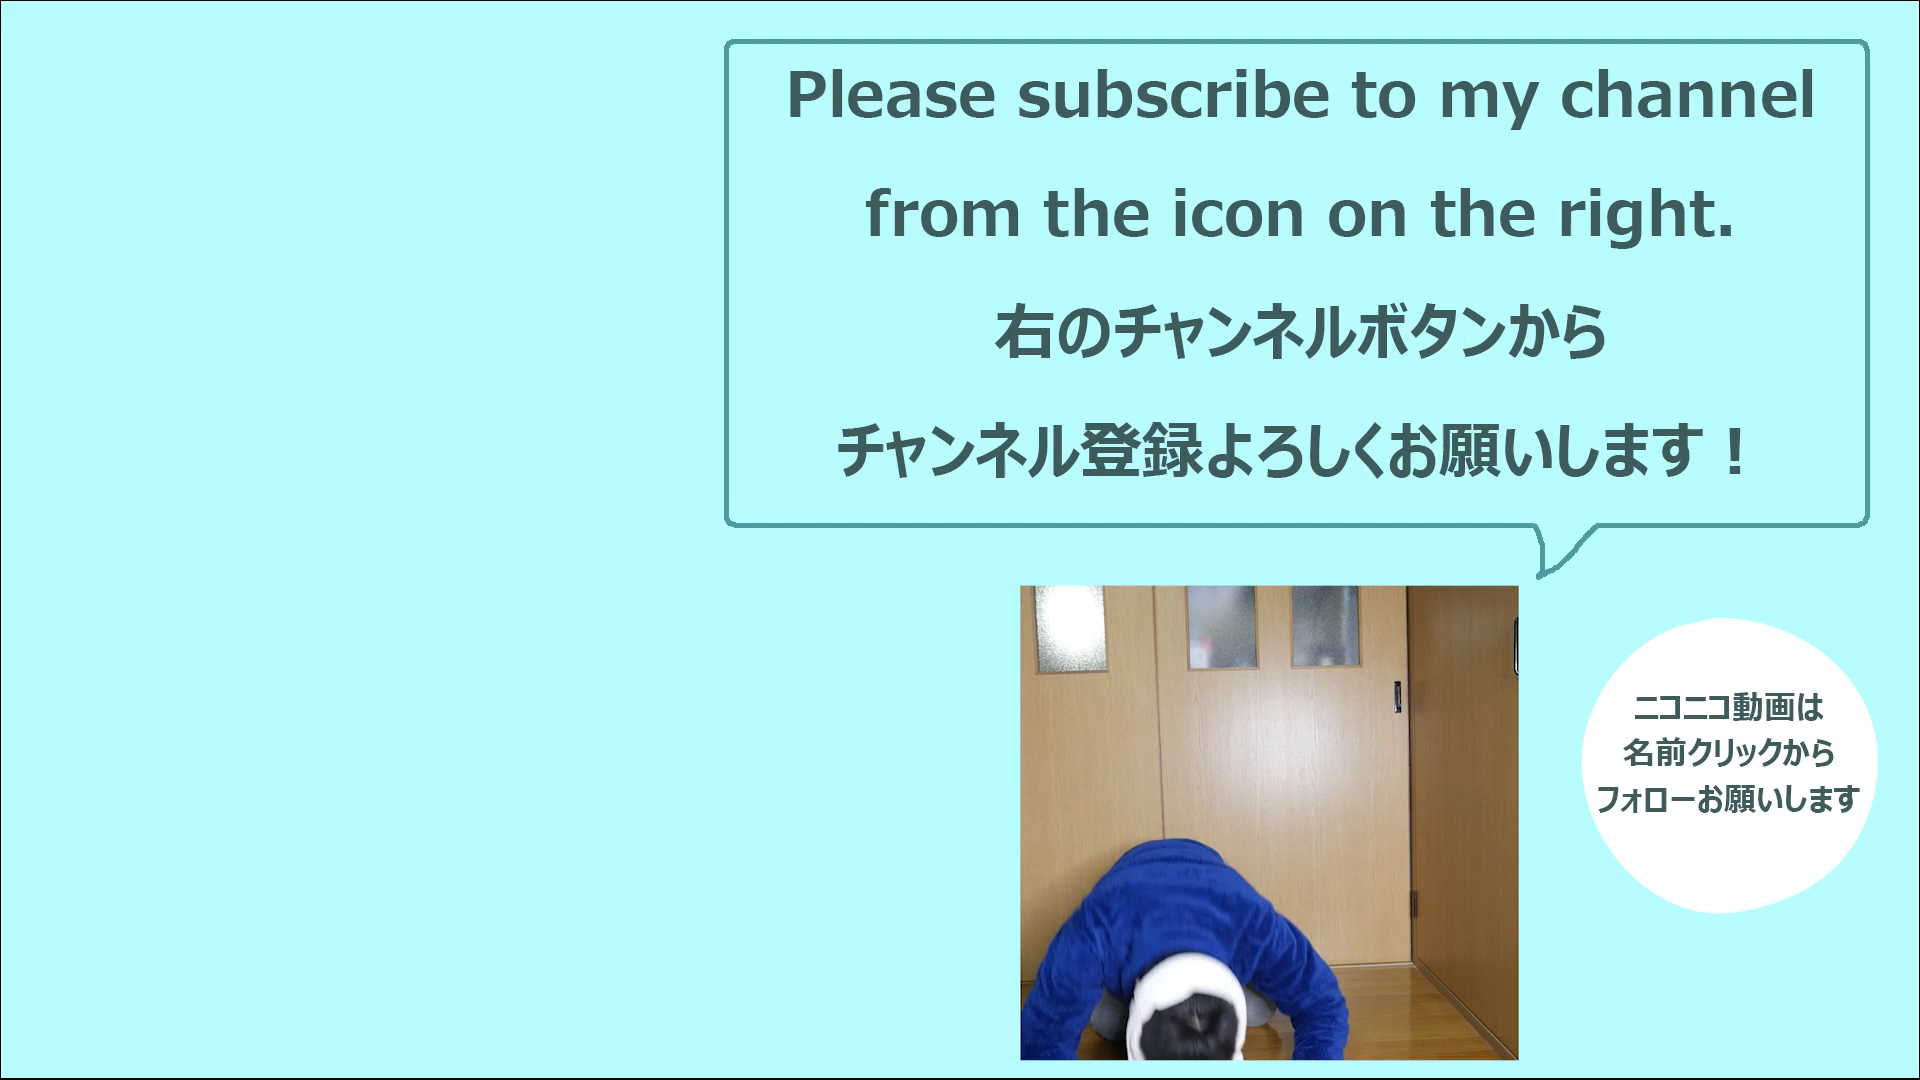 Please subscribe to my channel
from the icon on the right.
右のチャンネルボタンから
チャンネル登録よろしくお願いします！
ニコニコ動画は
名前クリックから
フォローお願いします